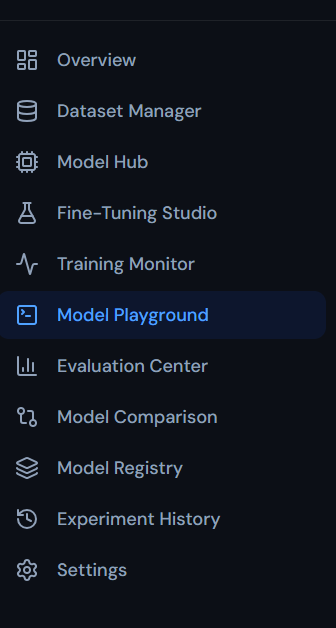 Overview
Dataset Manager
Model Hub
Fine-Tuning Studio
Training Monitor
Model Playground
Evaluation Center
Model Comparison
Model Registry
Experiment History
Settings